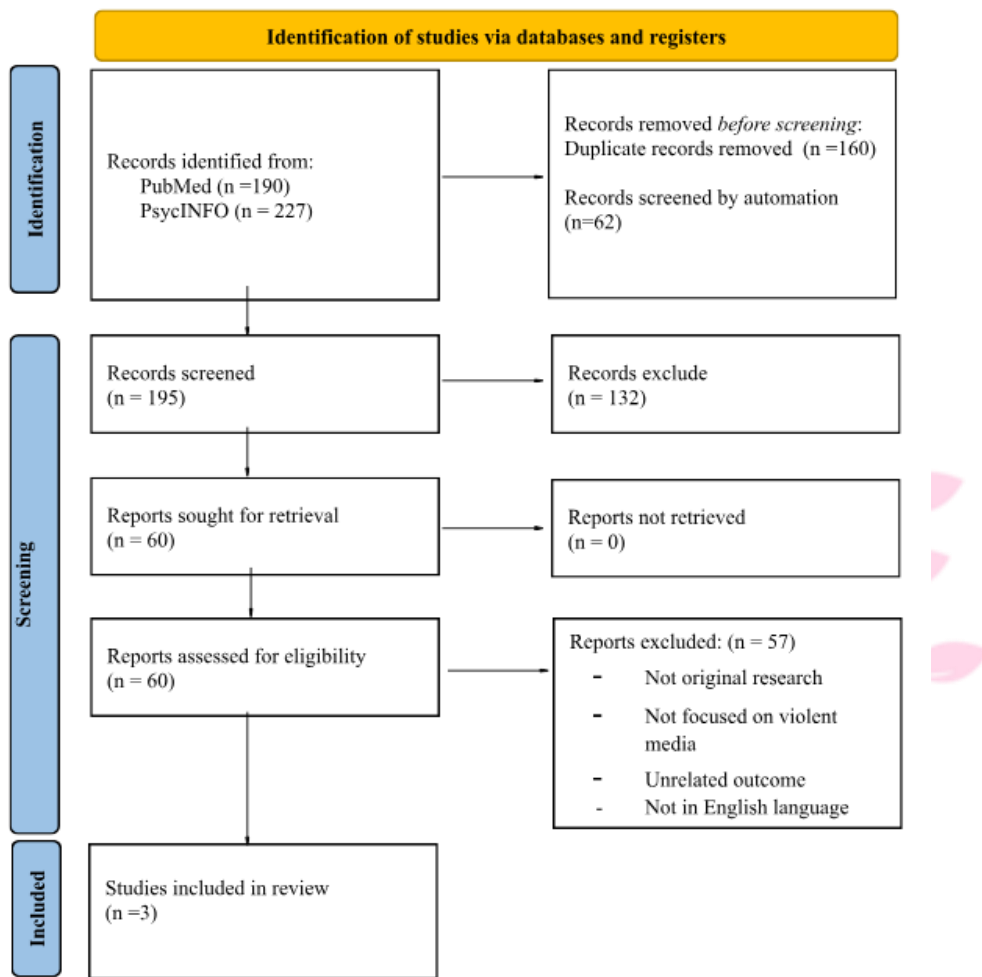 Identification of studies via databases and registers
Identification
Records identified from:
PubMed (n =190)
PsycINFO (n = 227)
Records removed before screening:
Duplicate records removed (n =160)
Records screened by automation
(n=62)
Screening
Records screened
(n = 195)
Records exclude
(n = 132)
Reports sought for retrieval
(n = 60)
Reports not retrieved
(n = 0)
Reports assessed for eligibility
(n = 60)
Reports excluded: (n = 57)
- Not original research
- Not focused on violent
media
- Unrelated outcome
- Not in English language
Included
Studies included in review
(n =3)